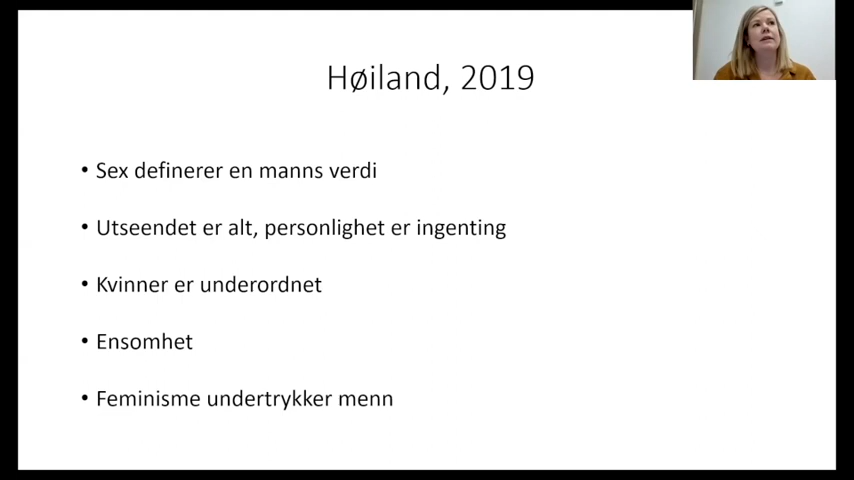 Høiland, 2019
• Sex definerer en manns verdi
• Utseendet er alt, personlighet er ingenting
• Kvinner er underordnet
• Ensomhet
• Feminisme undertrykker menn